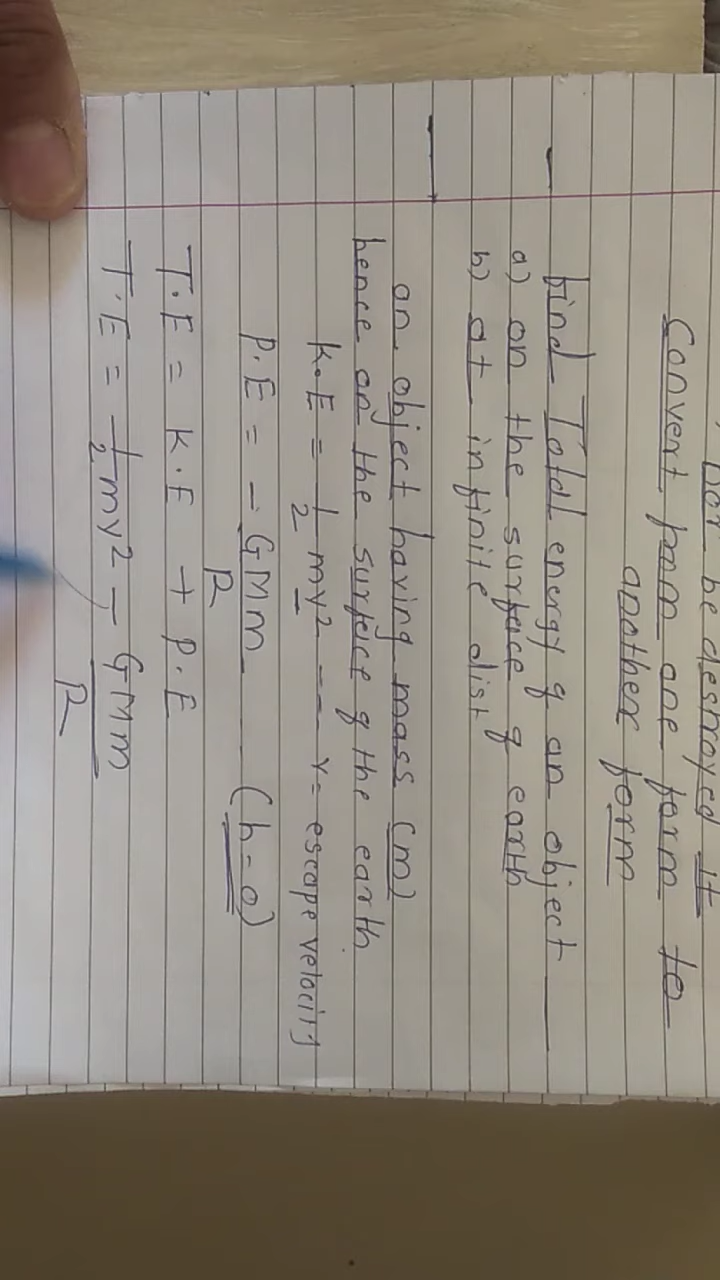 be destroyed it
Convert from one form to
another form
find Total energy of an object
a) on the surface of earth
b) at infinite dist
an object having mass (m)
hence on the surface of the earth
K.E = 1/2 mv² --- v = escape velocity
P.E = - GMm/R (h=0)
T.E = K.E + P.E
T.E = 1/2 mv² - GMm/R